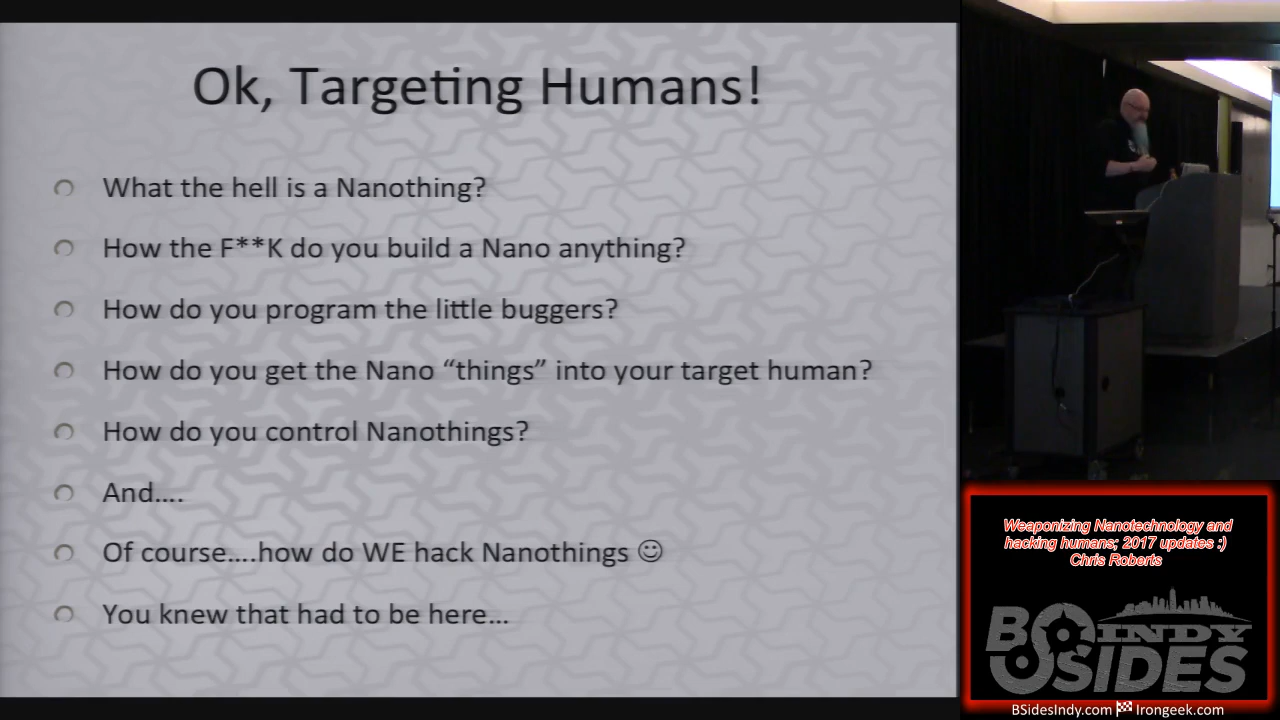 Ok, Targeting Humans!
What the hell is a Nanothing?
How the F**K do you build a Nano anything?
How do you program the little buggers?
How do you get the Nano “things” into your target human?
How do you control Nanothings?
And....
Of course....how do WE hack Nanothings ☺
You knew that had to be here...
Weaponizing Nanotechnology and
hacking humans; 2017 updates :)
Chris Roberts
BSIDES INDY
BSidesIndy.com Irongeek.com